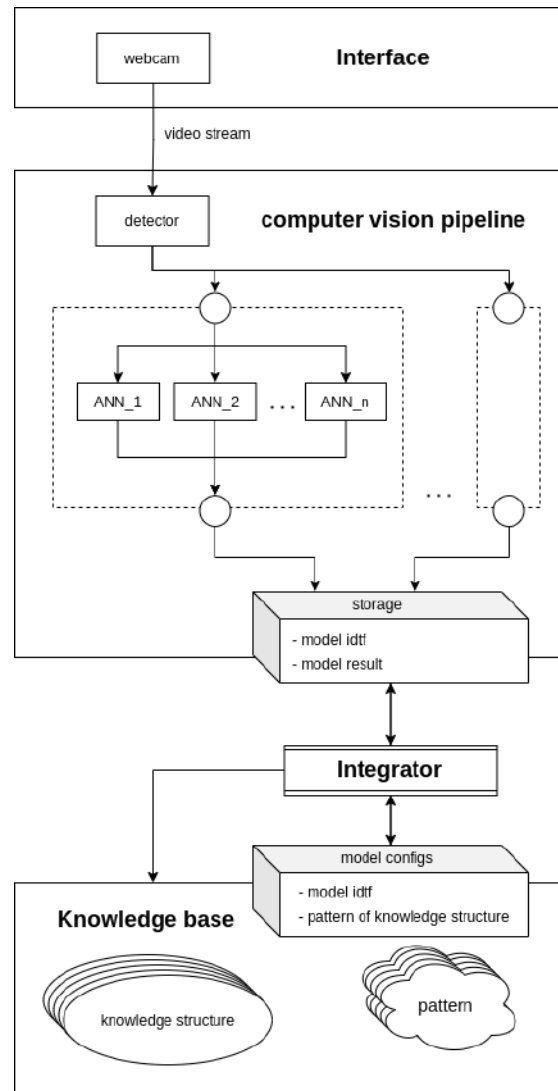 webcam
Interface
video stream
detector
computer vision pipeline
ANN_1
ANN_2
...
ANN_n
...
storage
- model idtf
- model result
Integrator
model configs
- model idtf
- pattern of knowledge structure
Knowledge base
knowledge structure
pattern